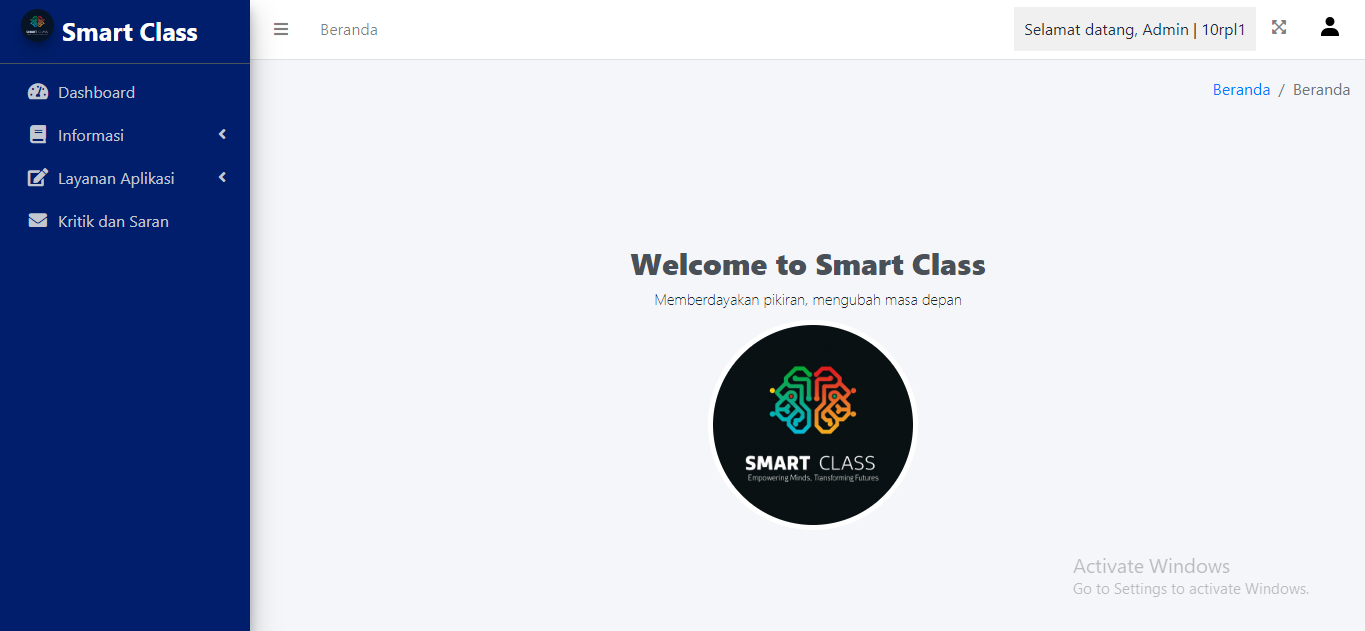 Smart Class
Dashboard
Informasi
Layanan Aplikasi
Kritik dan Saran
Beranda
Selamat datang, Admin | 10rpl1
Beranda / Beranda
Welcome to Smart Class
Memberdayakan pikiran, mengubah masa depan
SMART CLASS
Empowering Minds, Transforming Futures
Activate Windows
Go to Settings to activate Windows.